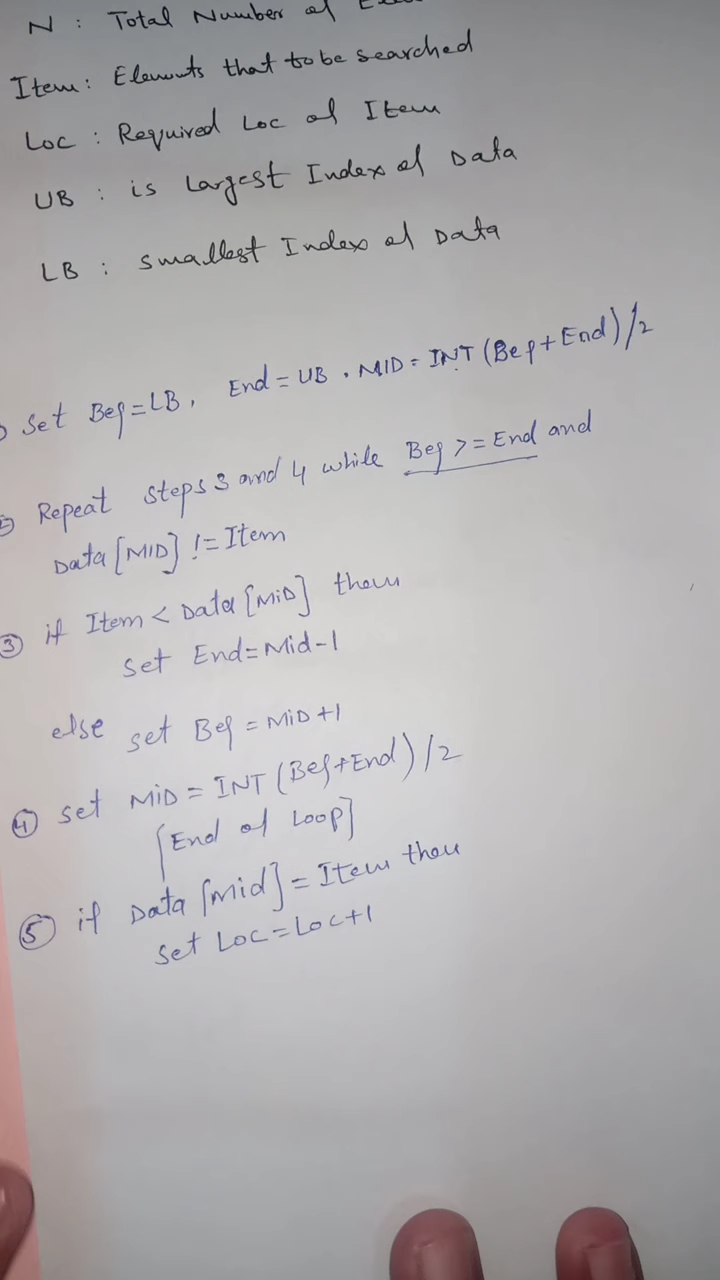 N : Total Number of
Item: Elements that to be searched
Loc : Required Loc of Item
UB : is Largest Index of Data
LB : smallest Index of Data
Set Beg=LB, End=UB, MID=INT(Beg+End)/2
Repeat steps 3 and 4 while Beg >= End and
Data[MID] != Item
③ if Item < Data[MID] then
set End=Mid-1
else set Beg=MID+1
④ set MID=INT(Beg+End)/2
[End of Loop]
⑤ if Data[Mid]=Item then
set Loc=Loc+1